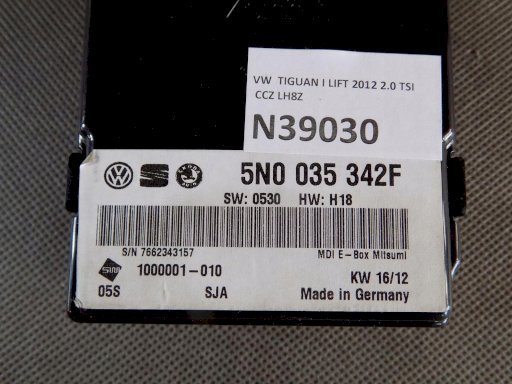 VW TIGUAN I LIFT 2012 2.0 TSI
CCZ LH8Z
N39030
5N0 035 342F
SW: 0530 HW: H18
S/N 7662343157
MDI E-Box Mitsumi
1000001-010
KW 16/12
05S
SJA
Made in Germany